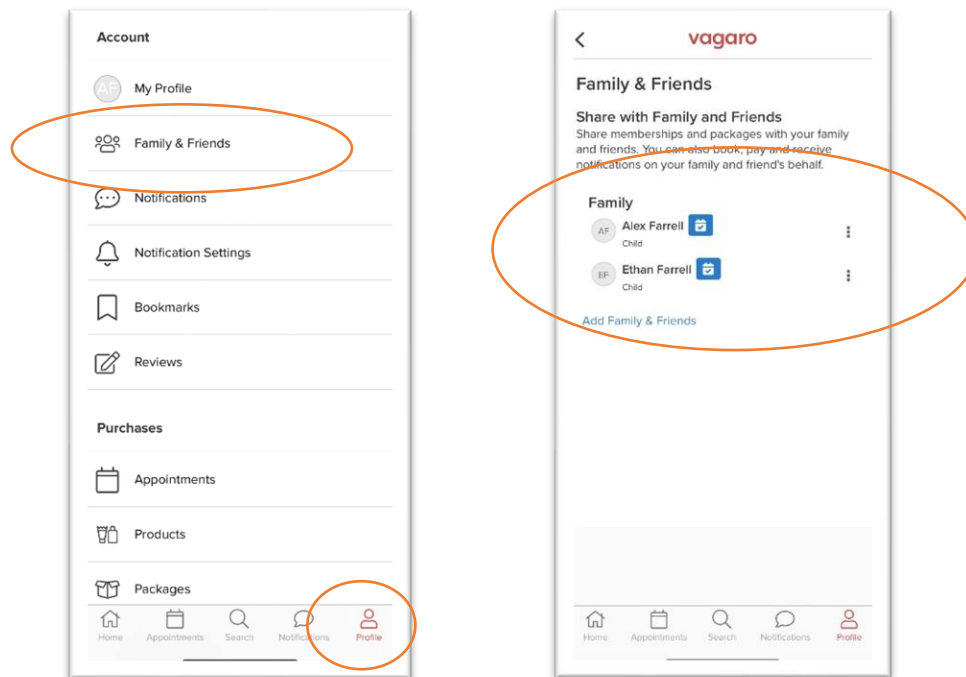 Account
AF My Profile
Family & Friends
Notifications
Notification Settings
Bookmarks
Reviews
Purchases
Appointments
Products
Packages
Home Appointments Search Notifications Profile
vagaro
Family & Friends
Share with Family and Friends
Share memberships and packages with your family
and friends. You can also book, pay and receive
notifications on your family and friend's behalf.
Family
AF Alex Farrell
Child
EF Ethan Farrell
Child
Add Family & Friends
Home Appointments Search Notifications Profile